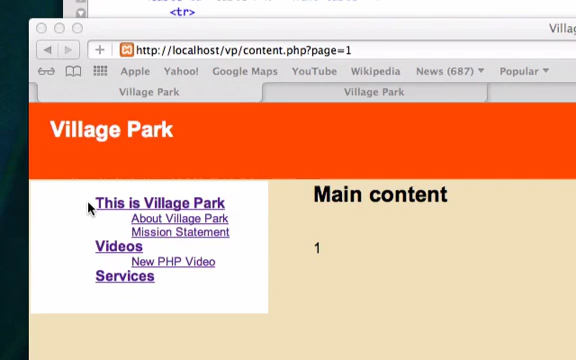 <tr>
Villa
http://localhost/vp/content.php?page=1
Apple Yahoo! Google Maps YouTube Wikipedia News (687) Popular
Village Park Village Park
Village Park
This is Village Park
About Village Park
Mission Statement
Videos
New PHP Video
Services
Main content
1